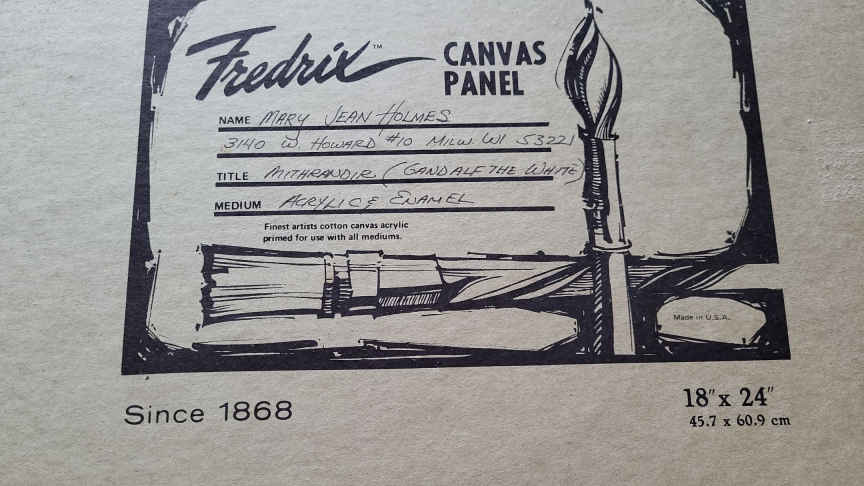 Fredrix™ CANVAS
PANEL
NAME MARY JEAN HOLMES
3140 W. HOWARD #10 MILW. WI 53221
TITLE MITHRANDIR (GANDALF THE WHITE)
MEDIUM ACRYLIC & ENAMEL
Finest artists cotton canvas acrylic
primed for use with all mediums.
Made in U.S.A.
Since 1868
18" x 24"
45.7 x 60.9 cm